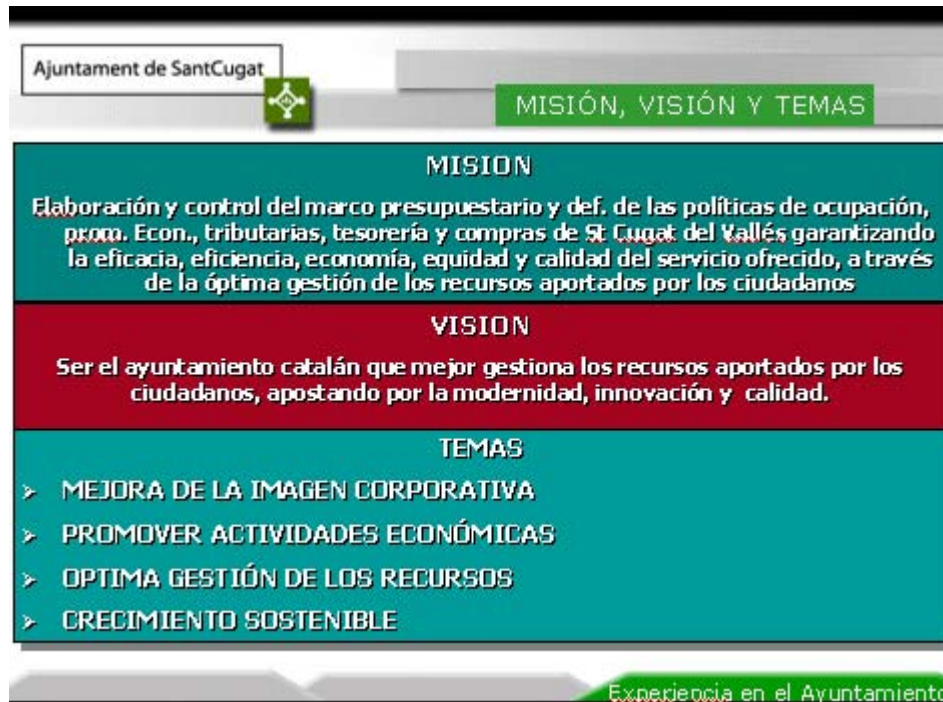 Ajuntament de SantCugat
MISIÓN, VISIÓN Y TEMAS
MISION
Elaboración y control del marco presupuestario y def. de las políticas de ocupación,
prom. Econ., tributarias, tesorería y compras de St Cugat del Vallés garantizando
la eficacia, eficiencia, economía, equidad y calidad del servicio ofrecido, a través
de la óptima gestión de los recursos aportados por los ciudadanos
VISION
Ser el ayuntamiento catalán que mejor gestiona los recursos aportados por los
ciudadanos, apostando por la modernidad, innovación y calidad.
TEMAS
➢ MEJORA DE LA IMAGEN CORPORATIVA
➢ PROMOVER ACTIVIDADES ECONÓMICAS
➢ OPTIMA GESTIÓN DE LOS RECURSOS
➢ CRECIMIENTO SOSTENIBLE
Experiencia en el Ayuntamiento